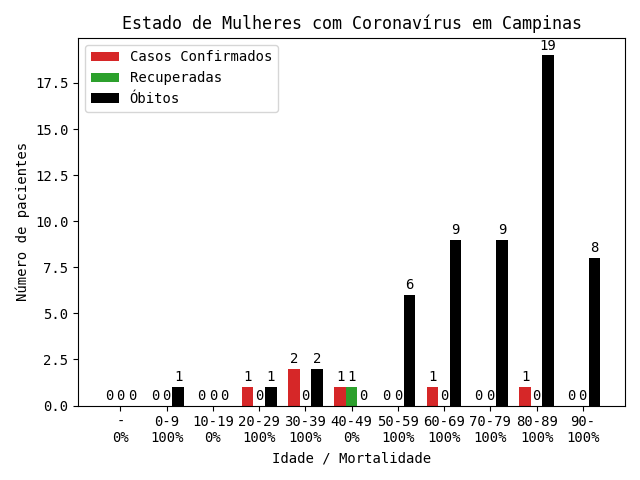 Estado de Mulheres com Coronavírus em Campinas
Casos Confirmados
Recuperadas
Óbitos
Número de pacientes
17.5
15.0
12.5
10.0
7.5
5.0
2.5
0.0
0 0 0 0 0 1 0 0 0 1 0 1 2 0 2 1 1 0 0 0 6 1 0 9 0 0 9 1 0 19 0 0 8
- 0-9 10-19 20-29 30-39 40-49 50-59 60-69 70-79 80-89 90-
0% 100% 0% 100% 100% 0% 100% 100% 100% 100% 100%
Idade / Mortalidade